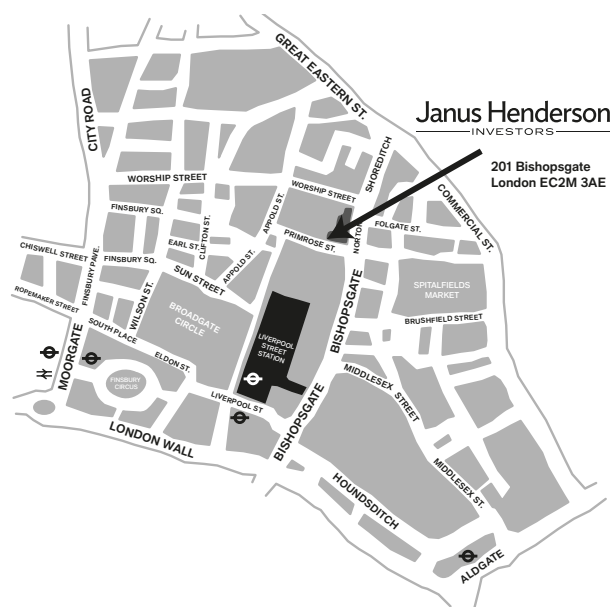 GREAT EASTERN ST.
Janus Henderson
INVESTORS
201 Bishopsgate
London EC2M 3AE
CITY ROAD
SHOREDITCH
WORSHIP STREET
WORSHIP STREET
COMMERCIAL ST.
FINSBURY SQ.
APPOLD ST.
CLIFTON ST.
FOLGATE ST.
NORTON
PRIMROSE ST.
EARL ST.
CHISWELL STREET
FINSBURY PAVE.
FINSBURY SQ.
APPOLD ST.
SUN STREET
ROPEMAKER STREET
WILSON ST.
SPITALFIELDS
MARKET
BROADGATE
CIRCLE
BISHOPSGATE
BRUSHFIELD STREET
SOUTH PLACE
LIVERPOOL
STREET
STATION
MOORGATE
ELDON ST.
FINSBURY
CIRCUS
MIDDLESEX STREET
LIVERPOOL ST
BISHOPSGATE
LONDON WALL
MIDDLESEX ST.
HOUNDSDITCH
ALDGATE